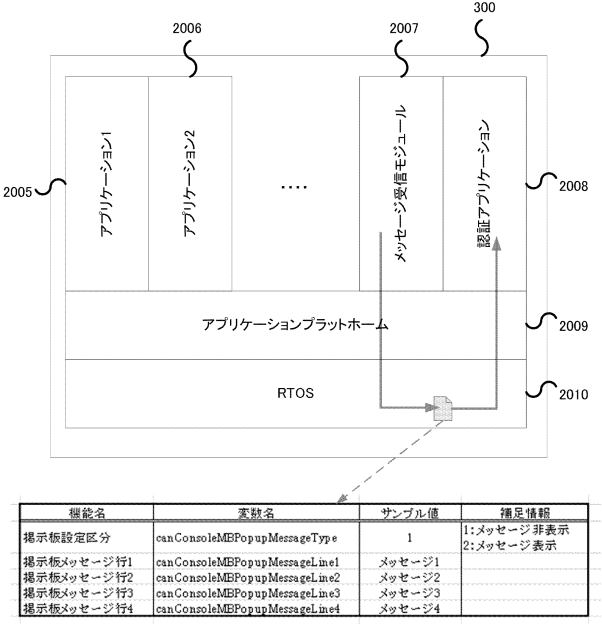 300
2006
2007
2005
アプリケーション1
アプリケーション2
....
メッセージ受信モジュール
認証アプリケーション
2008
アプリケーションプラットホーム
2009
RTOS
2010
機能名 変数名 サンプル値 補足情報
掲示板設定区分 canConsoleMBPopupMessageType 1 1:メッセージ非表示
2:メッセージ表示
掲示板メッセージ行1 canConsoleMBPopupMessageLine1 メッセージ1
掲示板メッセージ行2 canConsoleMBPopupMessageLine2 メッセージ2
掲示板メッセージ行3 canConsoleMBPopupMessageLine3 メッセージ3
掲示板メッセージ行4 canConsoleMBPopupMessageLine4 メッセージ4